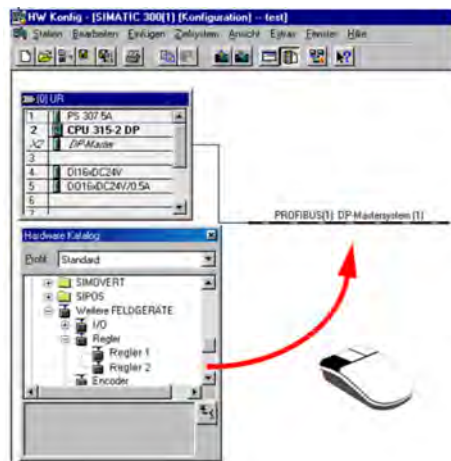 HW Konfig - [SIMATIC 300(1) (Konfiguration) -- test]
Station Bearbeiten Einfügen Zielsystem Ansicht Extras Fenster Hilfe
(0) UR
1 PS 307 5A
2 CPU 315-2 DP
X2 DP-Master
3
4 DI16xDC24V
5 DO16xDC24V/0.5A
6
PROFIBUS(1): DP-Mastersystem (1)
Hardware Katalog
Profil Standard
SIMOVERT
SIPOS
Weitere FELDGERÄTE
I/O
Regler
Regler 1
Regler 2
Encoder